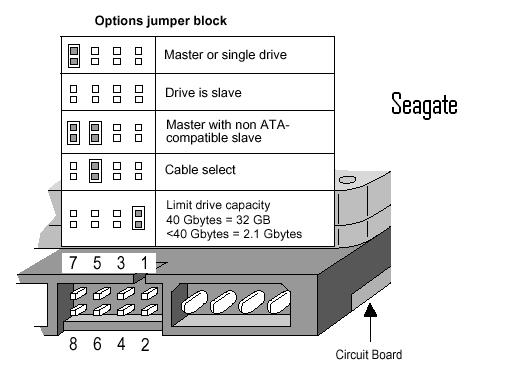 Options jumper block
Master or single drive
Drive is slave
Seagate
Master with non ATA-
compatible slave
Cable select
Limit drive capacity
40 Gbytes = 32 GB
<40 Gbytes = 2.1 Gbytes
7 5 3 1
8 6 4 2
Circuit Board